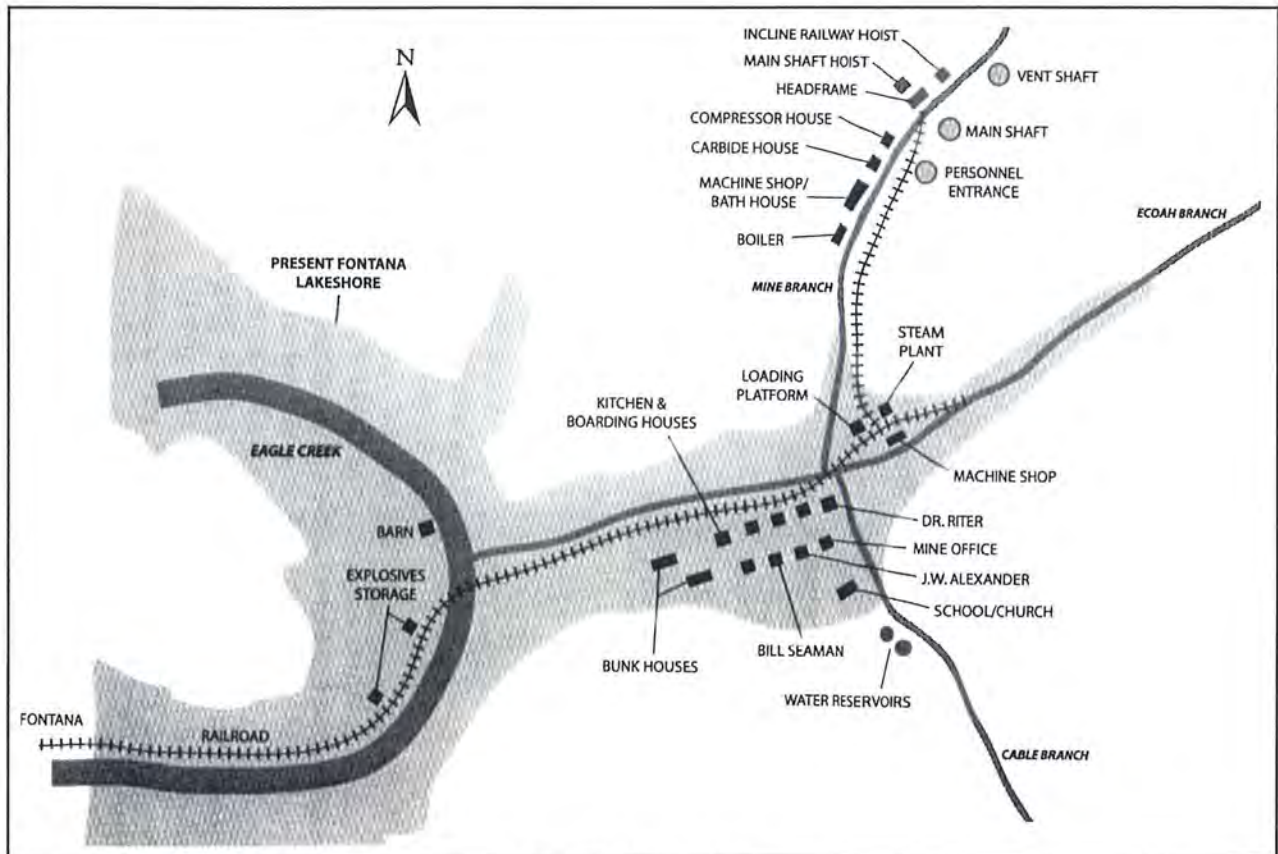 N
INCLINE RAILWAY HOIST
MAIN SHAFT HOIST
HEADFRAME
VENT SHAFT
COMPRESSOR HOUSE
MAIN SHAFT
CARBIDE HOUSE
PERSONNEL
ENTRANCE
MACHINE SHOP/
BATH HOUSE
ECOAH BRANCH
BOILER
PRESENT FONTANA
LAKESHORE
MINE BRANCH
STEAM
PLANT
LOADING
PLATFORM
KITCHEN &
BOARDING HOUSES
EAGLE CREEK
MACHINE SHOP
BARN
DR. RITER
MINE OFFICE
EXPLOSIVES
STORAGE
J.W. ALEXANDER
SCHOOL/CHURCH
BUNK HOUSES
BILL SEAMAN
WATER RESERVOIRS
FONTANA
RAILROAD
CABLE BRANCH